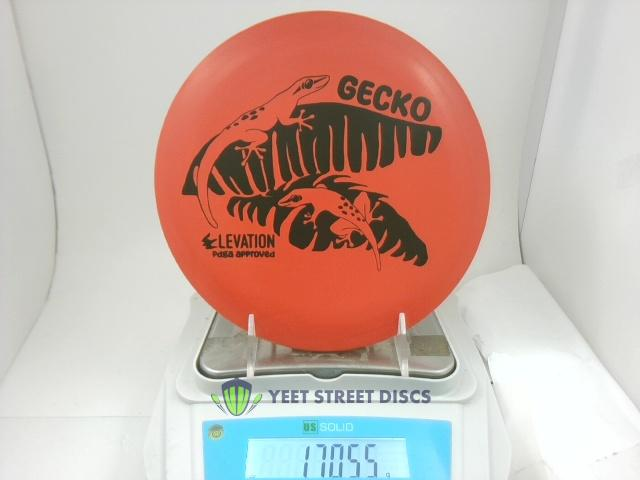 GECKO
ELEVATION
Pdga approved
YEET STREET DISCS
US SOLID
170.55 g